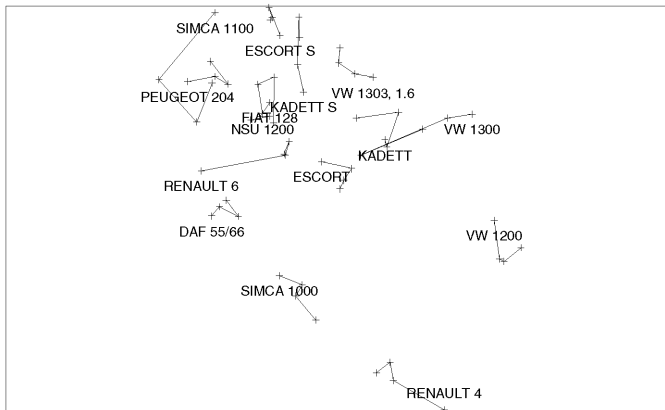 SIMCA 1100
ESCORT S
VW 1303, 1.6
PEUGEOT 204
KADETT S
FIAT 128
NSU 1200
VW 1300
KADETT
ESCORT
RENAULT 6
DAF 55/66
VW 1200
SIMCA 1000
RENAULT 4